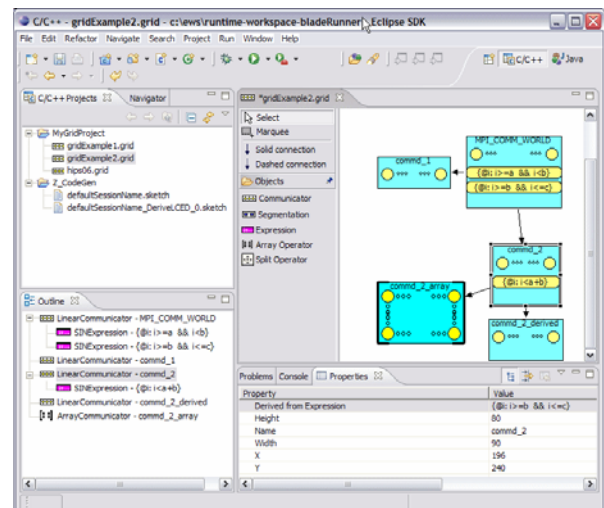 C/C++ - gridExample2.grid - c:\ews\runtime-workspace-bladeRunner\ Eclipse SDK
File Edit Refactor Navigate Search Project Run Window Help
C/C++ Java
C/C++ Projects Navigator
MyGridProject
gridExample1.grid
gridExample2.grid
hips06.grid
Z_CodeGen
defaultSessionName.sketch
defaultSessionName_DeriveLCED_0.sketch
*gridExample2.grid
Select
Marquee
Solid connection
Dashed connection
Objects
Communicator
Segmentation
Expression
Array Operator
Split Operator
MPI_COMM_WORLD
{@i: i>=a && i<b}
{@i: i>=b && i<=c}
commd_1
commd_2
{@i: i<a+b}
commd_2_array
commd_2_derived
Outline
LinearCommunicator - MPI_COMM_WORLD
SINExpression - {@i: i>=a && i<b}
SINExpression - {@i: i>=b && i<=c}
LinearCommunicator - commd_1
LinearCommunicator - commd_2
SINExpression - {@i: i<a+b}
LinearCommunicator - commd_2_derived
ArrayCommunicator - commd_2_array
Problems Console Properties
Property Value
Derived from Expression {@i: i>=b && i<=c}
Height 80
Name commd_2
Width 90
X 196
Y 240